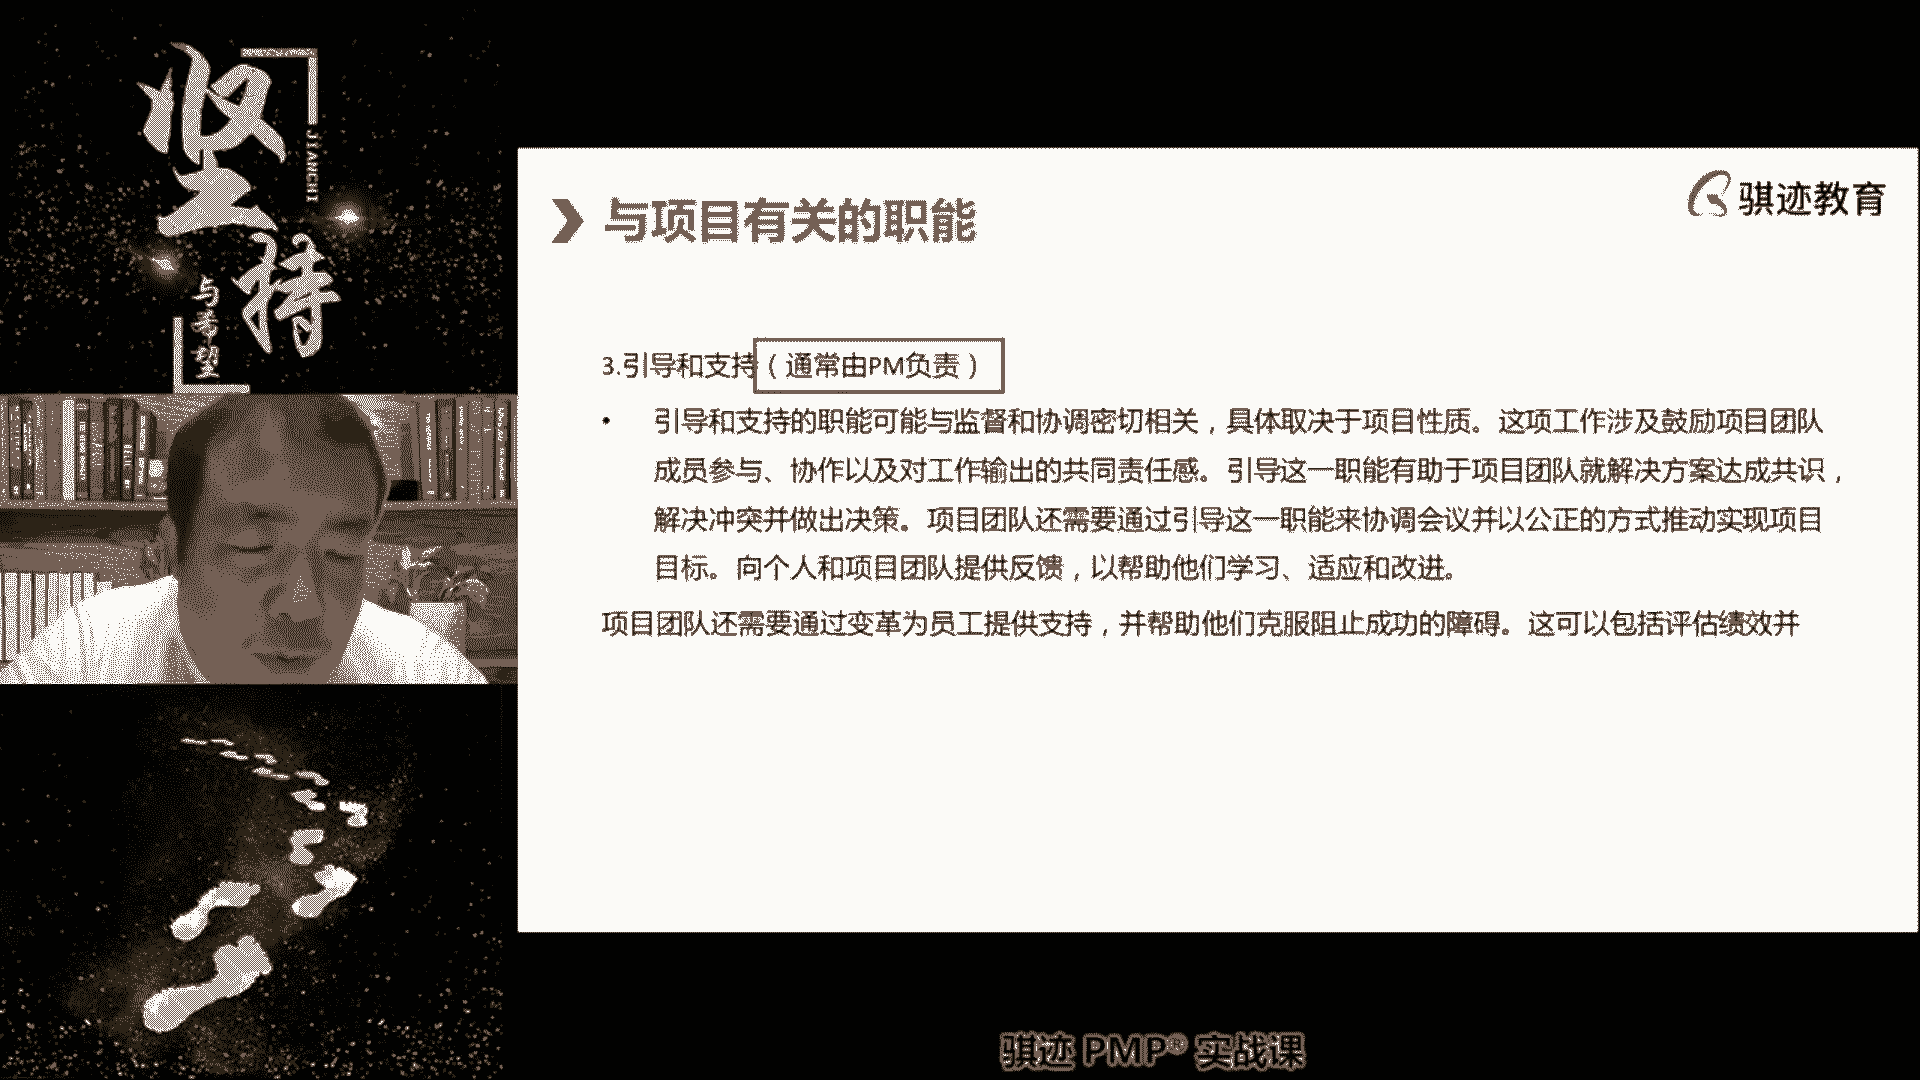 坚持
JIANCHI
与希望
骐迹教育
与项目有关的职能
3.引导和支持（通常由PM负责）
• 引导和支持的职能可能与监督和协调密切相关，具体取决于项目性质。这项工作涉及鼓励项目团队
成员参与、协作以及对工作输出的共同责任感。引导这一职能有助于项目团队就解决方案达成共识，
解决冲突并做出决策。项目团队还需要通过引导这一职能来协调会议并以公正的方式推动实现项目
目标。向个人和项目团队提供反馈，以帮助他们学习、适应和改进。
项目团队还需要通过变革为员工提供支持，并帮助他们克服阻止成功的障碍。这可以包括评估绩效并
骐迹 PMP® 实战课